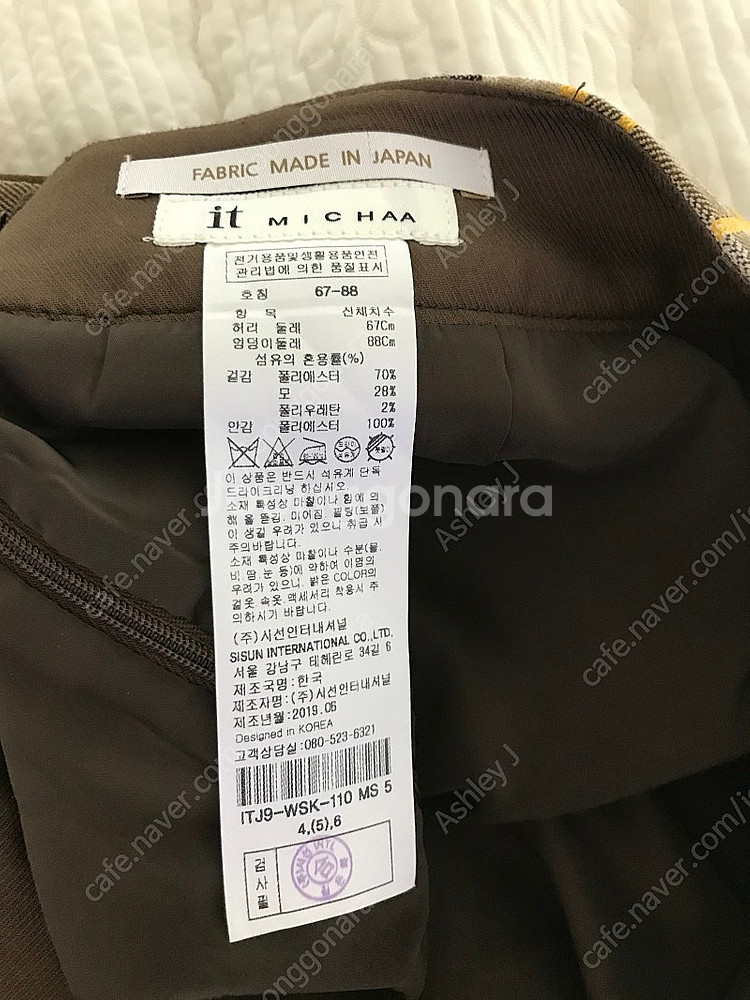 FABRIC MADE IN JAPAN
it MICHAA
전기용품및생활용품안전
관리법에 의한 품질표시
호칭 67-88
항 목 신체치수
허리 둘레 67Cm
엉덩이둘레 88Cm
섬유의 혼용률(%)
겉감 폴리에스터 70%
모 28%
폴리우레탄 2%
안감 폴리에스터 100%
이 상품은 반드시 석유계 단독
드라이크리닝 하십시오.
소재 특성상 마찰이나 힘에 의
해 올 뜯김, 미어짐, 필링(보풀)
이 생길 우려가 있으니 취급 시
주의바랍니다.
소재 특성상 마찰이나 수분(물,
비, 땀, 눈 등)에 약하여 이염의
우려가 있으니, 밝은 COLOR의
겉옷, 속옷, 액세서리 착용시 주
의하시기 바랍니다.
(주)시선인터내셔널
SISUN INTERNATIONAL CO.,LTD.
서울 강남구 테헤란로 34길 6
제조국명:한국
제조자명:(주)시선인터내셔널
제조년월:2019.06
Designed in KOREA
고객상담실:080-523-6321
ITJ9-WSK-110 MS 5
4,(5),6
검사필
cafe.naver.com/j
Ashley J
joonggonara